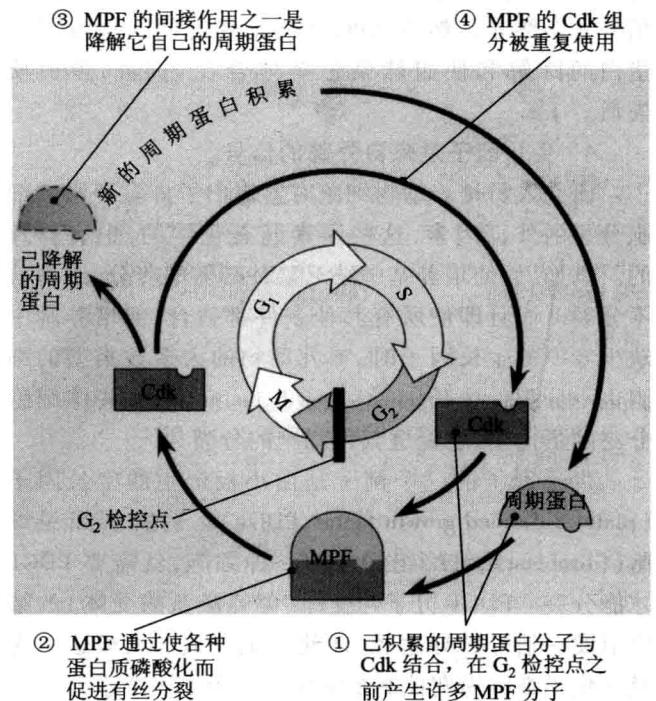 ③ MPF 的间接作用之一是
降解它自己的周期蛋白
④ MPF 的 Cdk 组
分被重复使用
新的周期蛋白积累
已降解
的周期
蛋白
G₁
S
G₂
M
Cdk
Cdk
周期蛋白
G₂ 检控点
MPF
② MPF 通过使各种
蛋白质磷酸化而
促进有丝分裂
① 己积累的周期蛋白分子与
Cdk 结合，在 G₂ 检控点之
前产生许多 MPF 分子